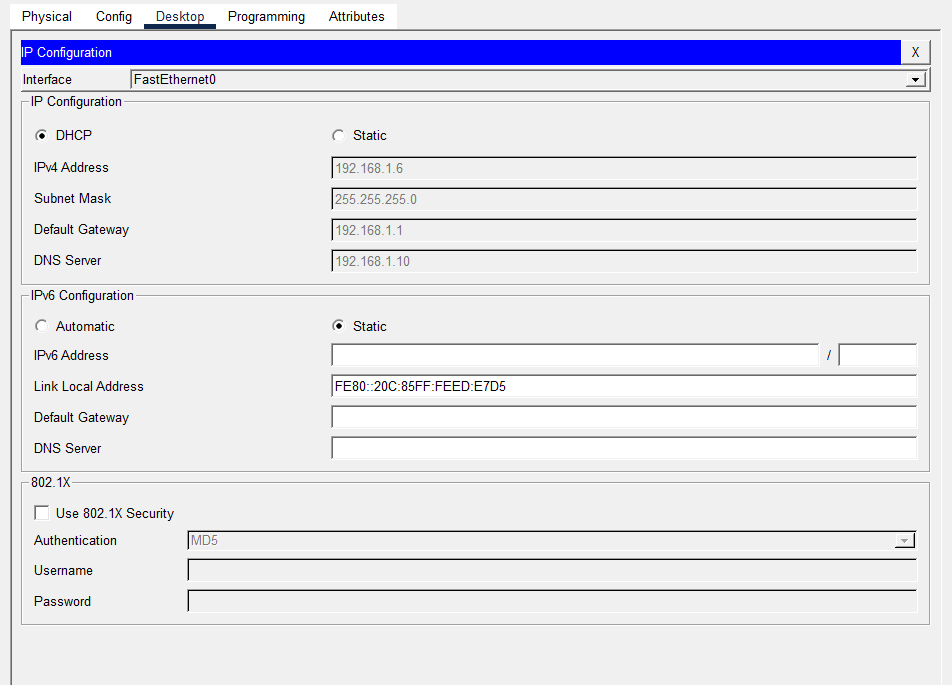 Physical Config Desktop Programming Attributes
IP Configuration X
Interface FastEthernet0
IP Configuration
DHCP Static
IPv4 Address 192.168.1.6
Subnet Mask 255.255.255.0
Default Gateway 192.168.1.1
DNS Server 192.168.1.10
IPv6 Configuration
Automatic Static
IPv6 Address /
Link Local Address FE80::20C:85FF:FEED:E7D5
Default Gateway
DNS Server
802.1X
Use 802.1X Security
Authentication MD5
Username
Password